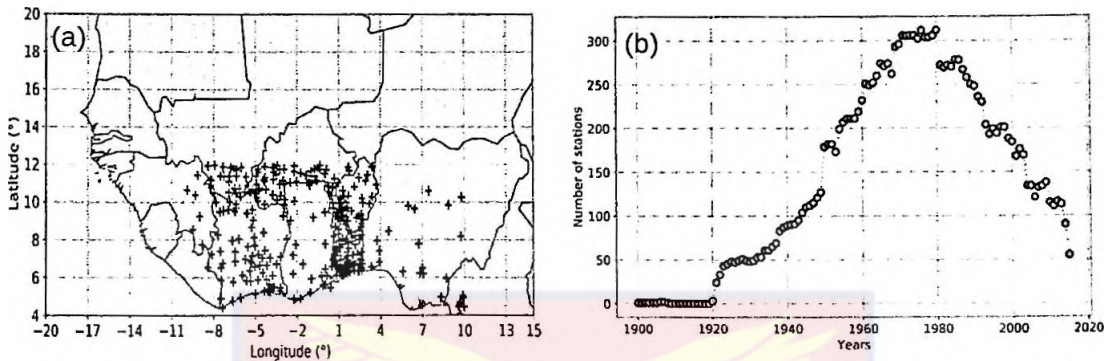 (a)
20
18
16
14
12
10
8
6
4
Latitude (°)
−20 −17 −14 −11 −8 −5 −2 1 4 7 10 13 15
Longitude (°)
(b)
300
250
200
150
100
50
0
Number of stations
1900 1920 1940 1960 1980 2000 2020
Years